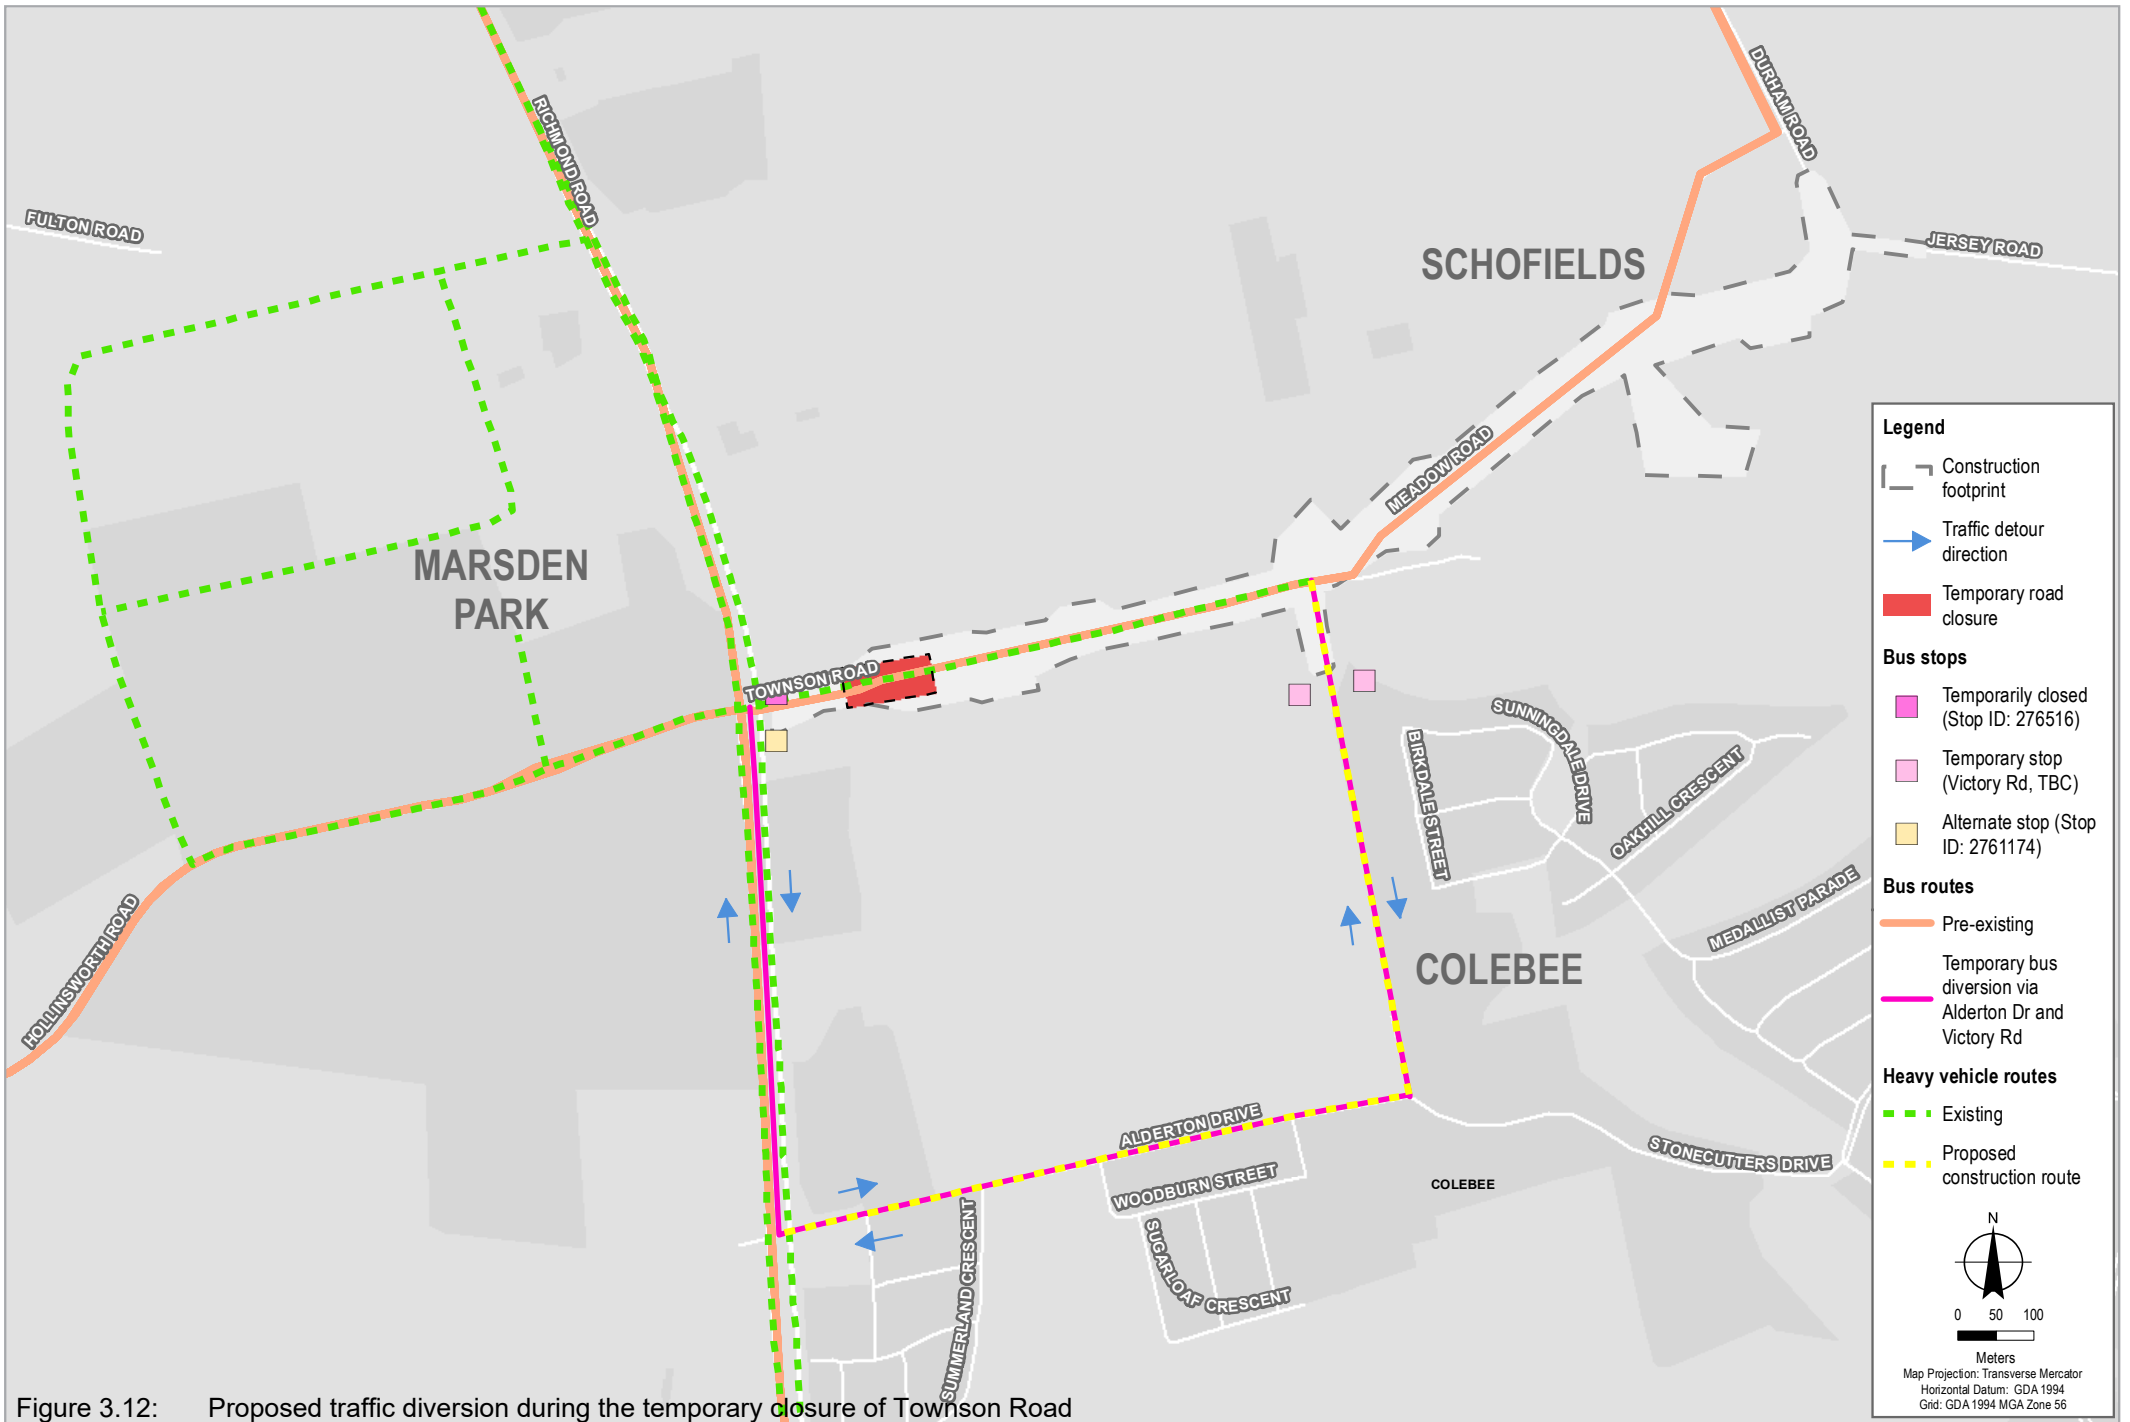 RICHMOND ROAD
DURHAM ROAD
FULTON ROAD
JERSEY ROAD
SCHOFIELDS
MEADOW ROAD
MARSDEN
PARK
TOWNSON ROAD
SUNNINGDALE DRIVE
BIRKDALE STREET
OAKHILL CRESCENT
MEDALLIST PARADE
HOLLINSWORTH ROAD
COLEBEE
ALDERTON DRIVE
STONECUTTERS DRIVE
WOODBURN STREET
COLEBEE
SUMMERLAND CRESCENT
SUGARLOAF CRESCENT
Legend
Construction
footprint
Traffic detour
direction
Temporary road
closure
Bus stops
Temporarily closed
(Stop ID: 276516)
Temporary stop
(Victory Rd, TBC)
Alternate stop (Stop
ID: 2761174)
Bus routes
Pre-existing
Temporary bus
diversion via
Alderton Dr and
Victory Rd
Heavy vehicle routes
Existing
Proposed
construction route
N
0 50 100
Meters
Map Projection: Transverse Mercator
Horizontal Datum: GDA 1994
Grid: GDA 1994 MGA Zone 56
Figure 3.12: Proposed traffic diversion during the temporary closure of Townson Road